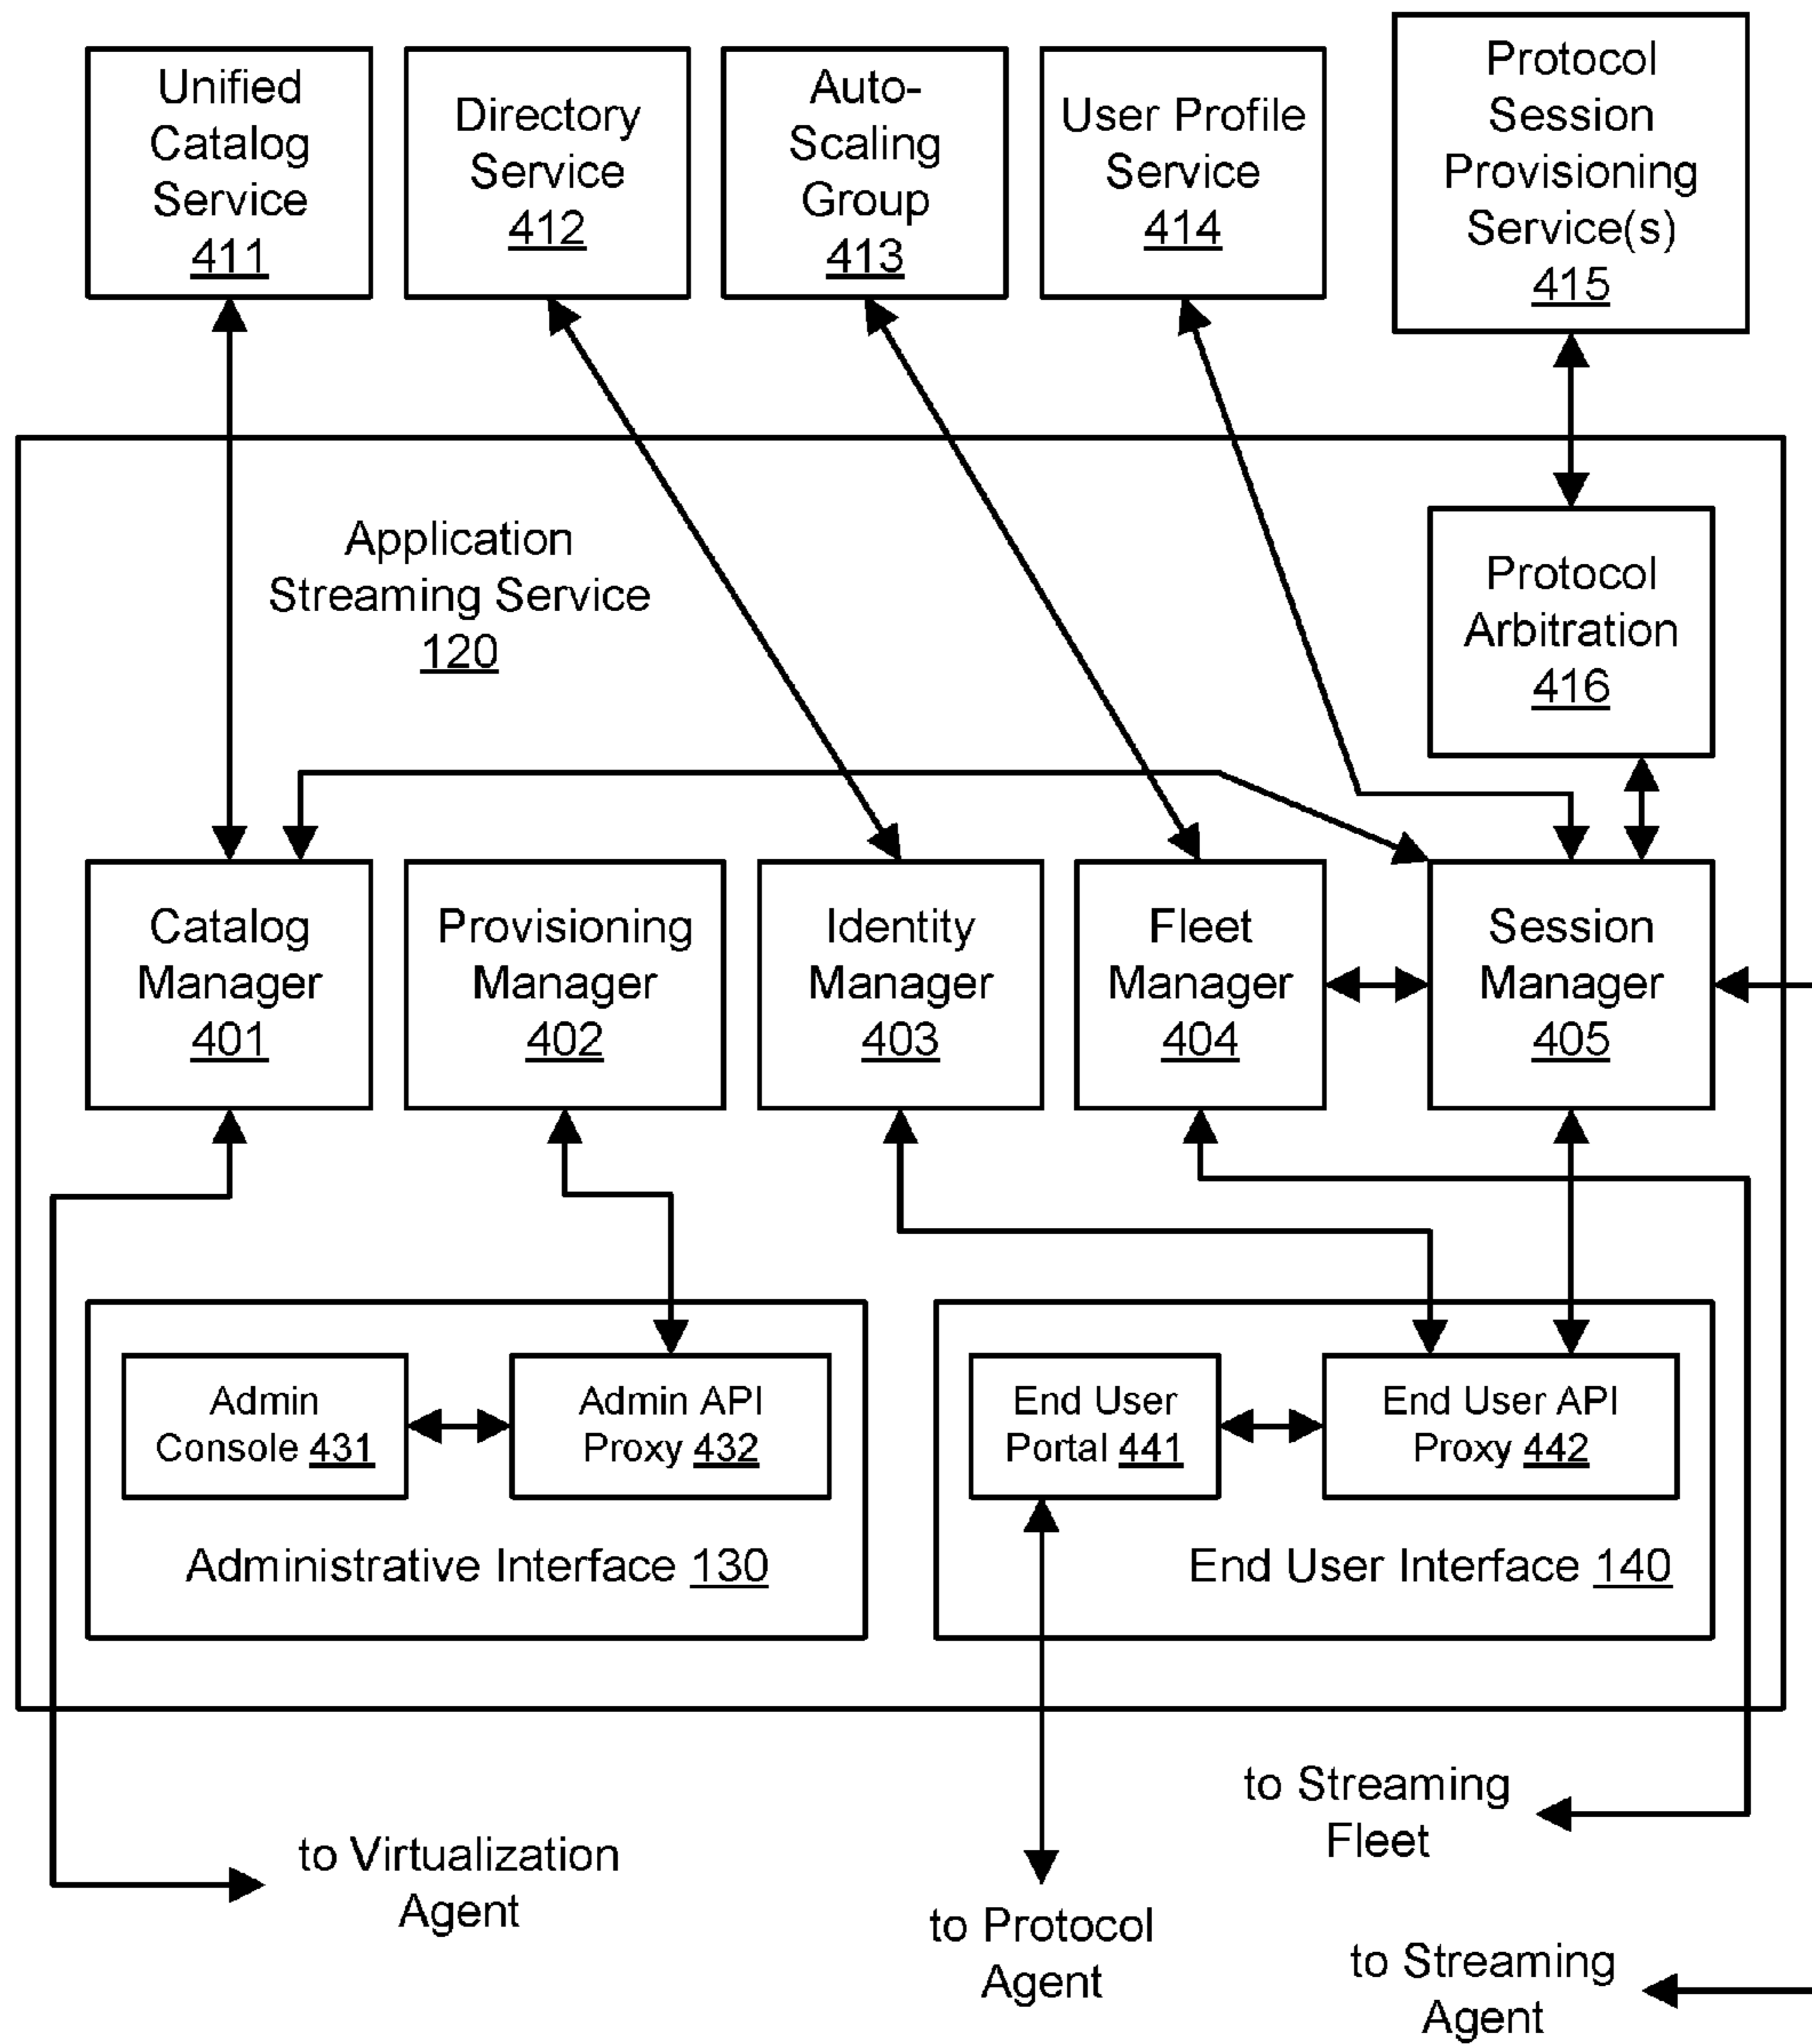 Unified
Catalog
Service
411
Directory
Service
412
Auto-
Scaling
Group
413
User Profile
Service
414
Protocol
Session
Provisioning
Service(s)
415
Application
Streaming Service
120
Protocol
Arbitration
416
Catalog
Manager
401
Provisioning
Manager
402
Identity
Manager
403
Fleet
Manager
404
Session
Manager
405
Admin
Console 431
Admin API
Proxy 432
Administrative Interface 130
End User
Portal 441
End User API
Proxy 442
End User Interface 140
to Virtualization
Agent
to Protocol
Agent
to Streaming
Fleet
to Streaming
Agent